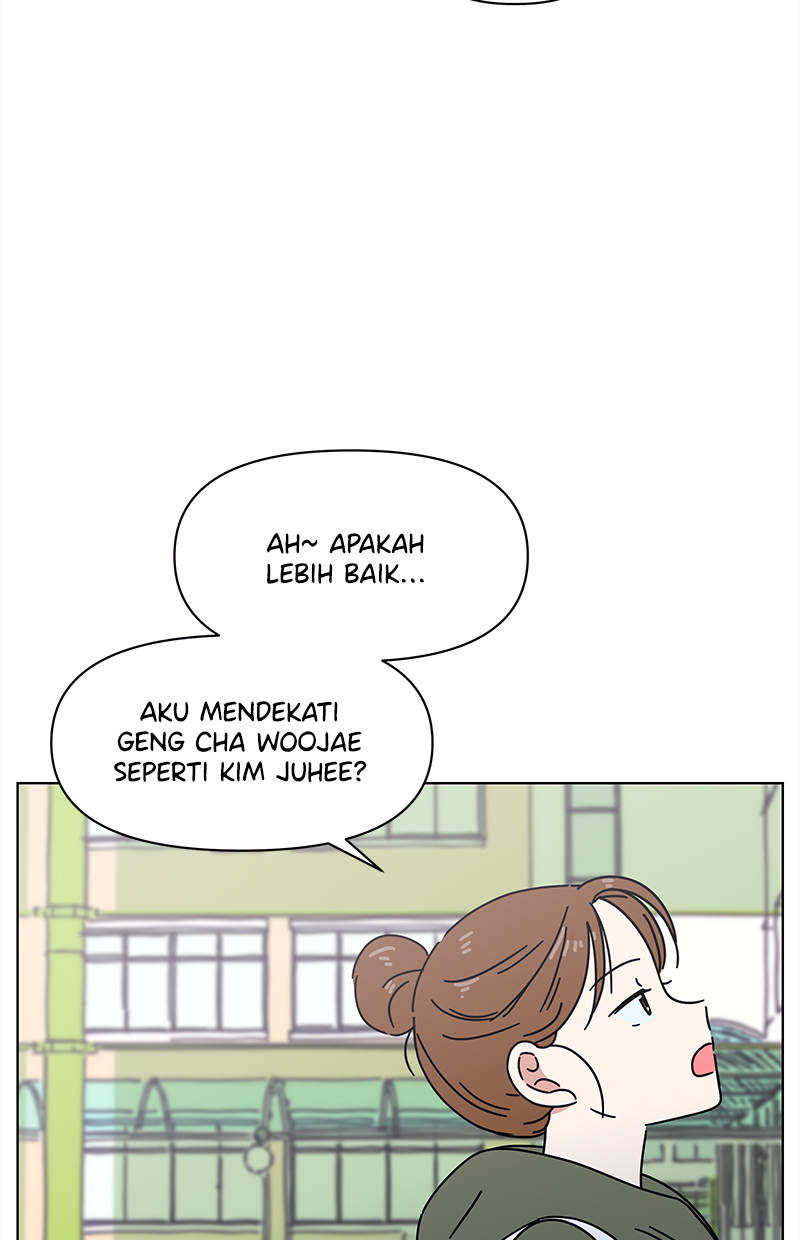 AH~ APAKAH
LEBIH BAIK...
AKU MENDEKATI
GENG CHA WOOJAE
SEPERTI KIM JUHEE?